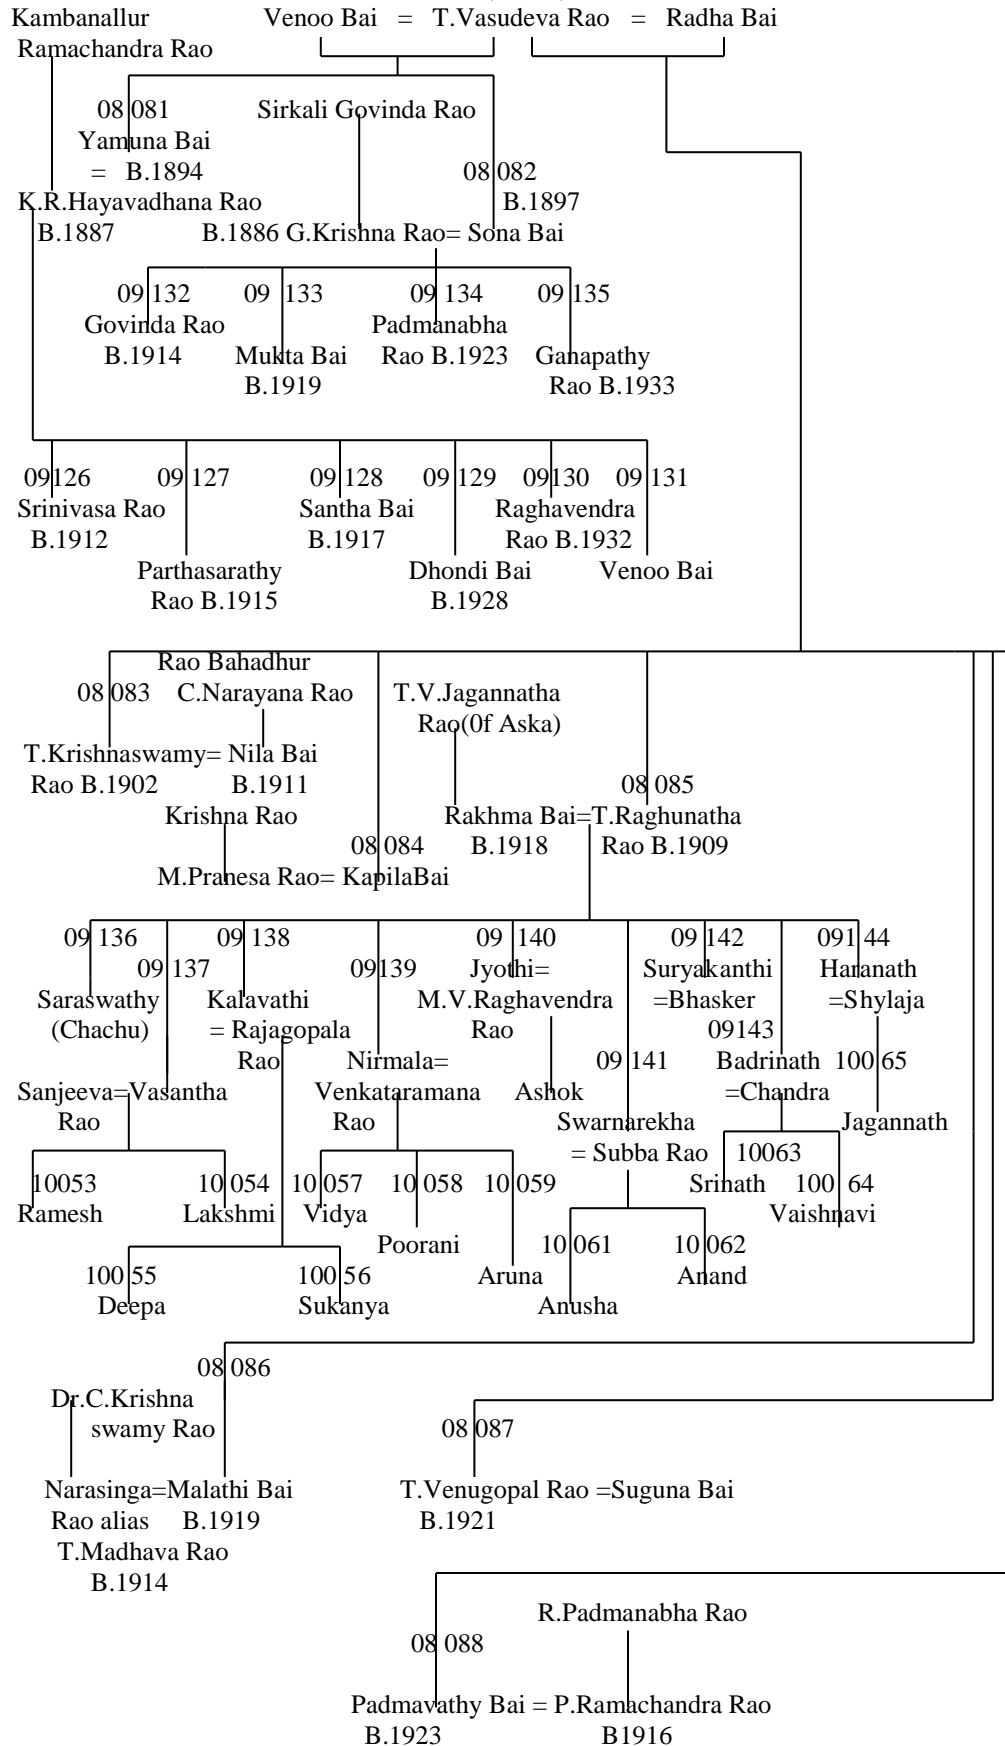 Kambanallur Venoo Bai = T.Vasudeva Rao = Radha Bai
Ramachandra Rao
08 081 Sirkali Govinda Rao
Yamuna Bai
= B.1894 08 082
K.R.Hayavadhana Rao B.1897
B.1887 B.1886 G.Krishna Rao= Sona Bai
09 132 09 133 09 134 09 135
Govinda Rao Padmanabha
B.1914 Mukta Bai Rao B.1923 Ganapathy
B.1919 Rao B.1933
09126 09 127 09 128 09 129 09130 09 131
Srinivasa Rao Santha Bai Raghavendra
B.1912 B.1917 Rao B.1932
Parthasarathy Dhondi Bai Venoo Bai
Rao B.1915 B.1928
Rao Bahadhur
08 083 C.Narayana Rao T.V.Jagannatha
Rao(0f Aska)
T.Krishnaswamy= Nila Bai
Rao B.1902 B.1911 08 085
Krishna Rao Rakhma Bai=T.Raghunatha
08 084 B.1918 Rao B.1909
M.Pranesa Rao= KapilaBai
09 136 09 138 09 140 09 142 091 44
09 137 09139 Jyothi= Suryakanthi Haranath
Saraswathy Kalavathi M.V.Raghavendra =Bhasker =Shylaja
(Chachu) = Rajagopala Rao 09143
Rao Nirmala= 09 141 Badrinath 100 65
Sanjeeva=Vasantha Venkataramana Ashok =Chandra
Rao Rao Swarnarekha Jagannath
= Subba Rao 10063
10053 10 054 10 057 10 058 10 059 Srinath 100 64
Ramesh Lakshmi Vidya Vaishnavi
Poorani 10 061 10 062
100 55 100 56 Aruna Anand
Deepa Sukanya Anusha
08 086
Dr.C.Krishna
swamy Rao 08 087
Narasinga=Malathi Bai T.Venugopal Rao =Suguna Bai
Rao alias B.1919 B.1921
T.Madhava Rao
B.1914
R.Padmanabha Rao
08 088
Padmavathy Bai = P.Ramachandra Rao
B.1923 B1916